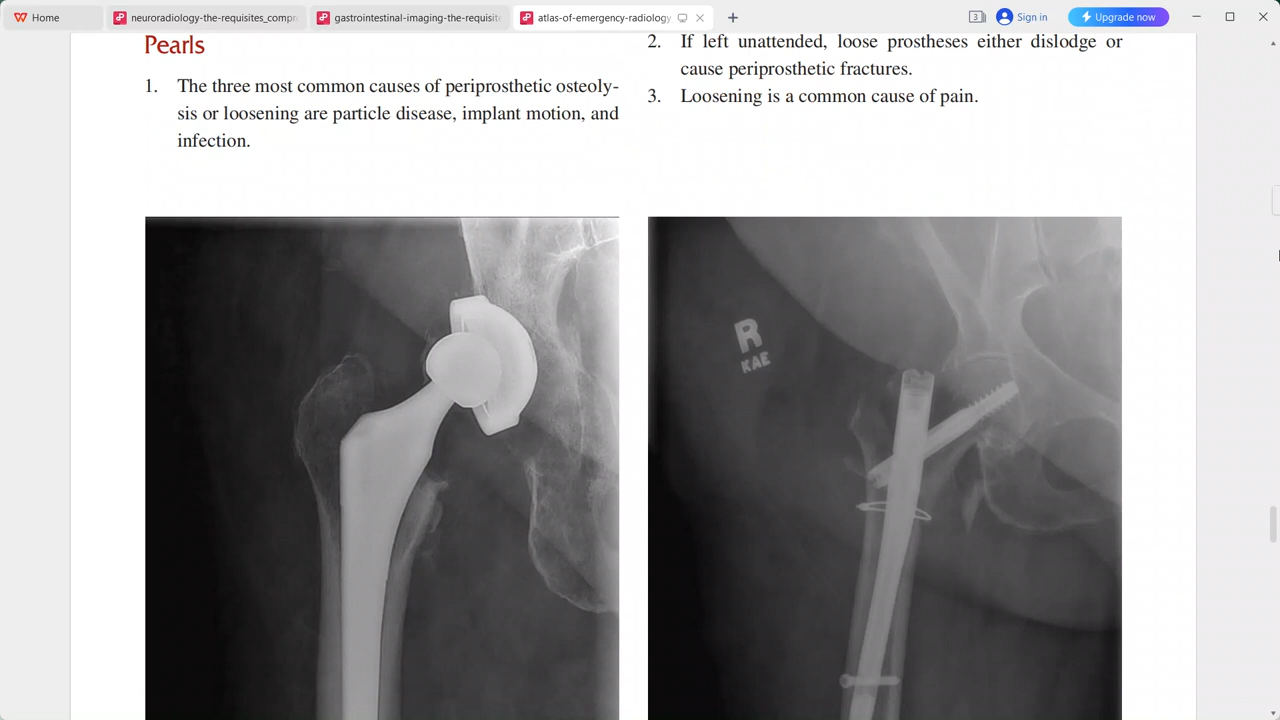 Home
neuroradiology-the-requisites_compr
gastrointestinal-imaging-the-requisite
atlas-of-emergency-radiology
3
Sign in
Upgrade now
Pearls
1. The three most common causes of periprosthetic osteoly-
sis or loosening are particle disease, implant motion, and
infection.
2. If left unattended, loose prostheses either dislodge or
cause periprosthetic fractures.
3. Loosening is a common cause of pain.
R
KAE